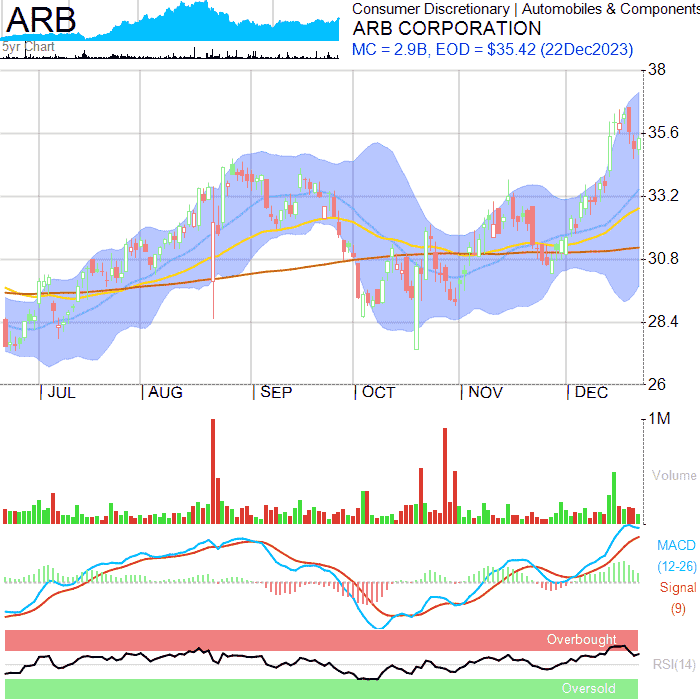 ARB
5yr Chart
Consumer Discretionary | Automobiles & Components
ARB CORPORATION
MC = 2.9B, EOD = $35.42 (22Dec2023)
38
35.6
33.2
30.8
28.4
26
JUL AUG SEP OCT NOV DEC
1M
Volume
MACD
(12-26)
Signal
(9)
Overbought
RSI(14)
Oversold